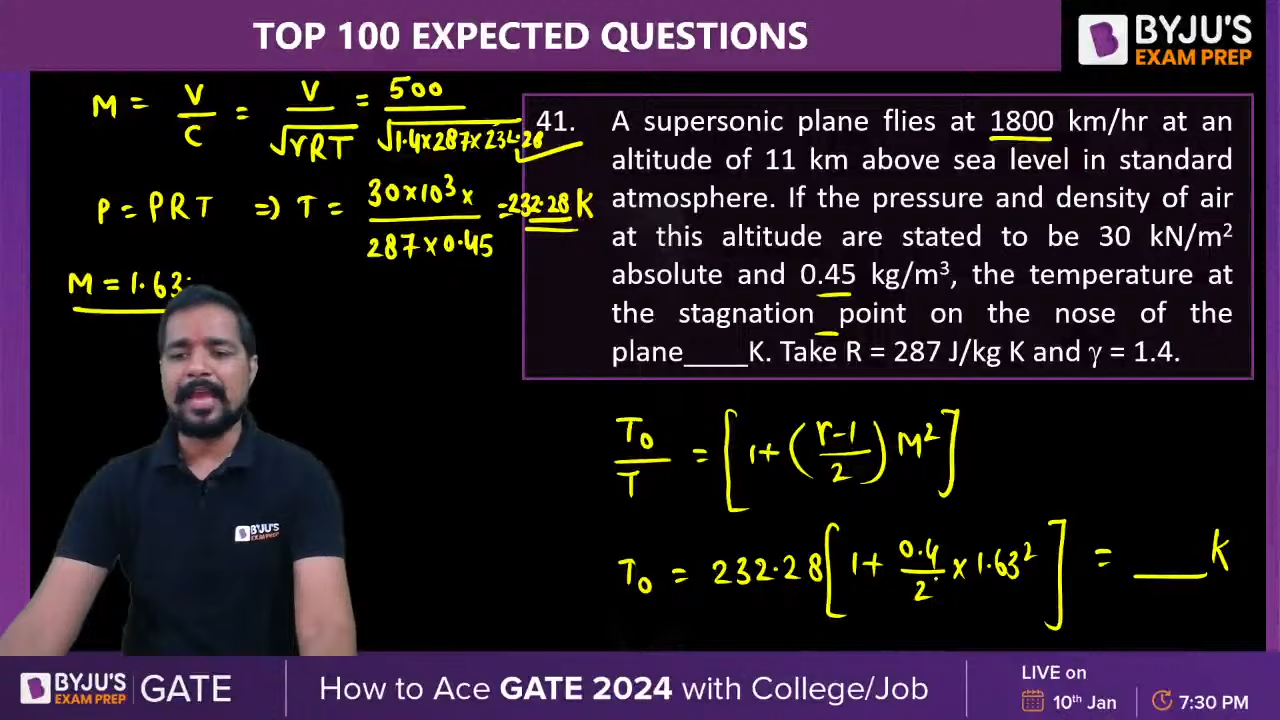 TOP 100 EXPECTED QUESTIONS
BYJU'S
EXAM PREP
M = V/C = V/√γRT = 500/√1.4×287×232.28
P = ρRT ⇒ T = 30×10³×/287×0.45 = 232.28 K
M = 1.63
41. A supersonic plane flies at 1800 km/hr at an
altitude of 11 km above sea level in standard
atmosphere. If the pressure and density of air
at this altitude are stated to be 30 kN/m²
absolute and 0.45 kg/m³, the temperature at
the stagnation point on the nose of the
plane____K. Take R = 287 J/kg K and γ = 1.4.
T₀/T = [1+(γ-1/2)M²]
T₀ = 232.28[1+ 0.4/2 × 1.63²] = ___K
BYJU'S
EXAM PREP
BYJU'S
EXAM PREP
GATE
How to Ace GATE 2024 with College/Job
LIVE on
10th Jan
7:30 PM